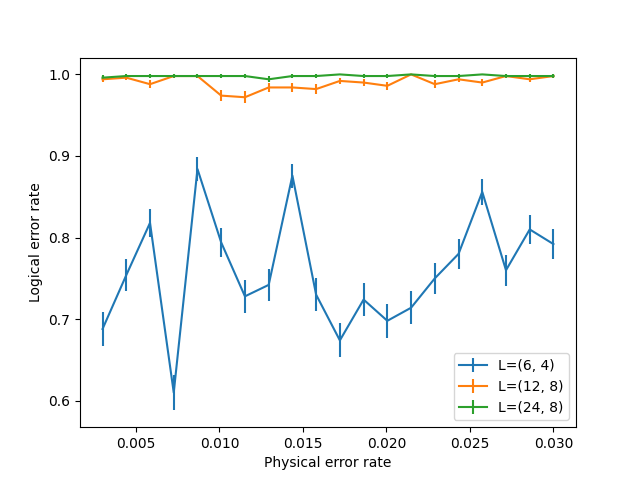 1.0
0.9
0.8
0.7
0.6
Logical error rate
L=(6, 4)
L=(12, 8)
L=(24, 8)
0.005 0.010 0.015 0.020 0.025 0.030
Physical error rate